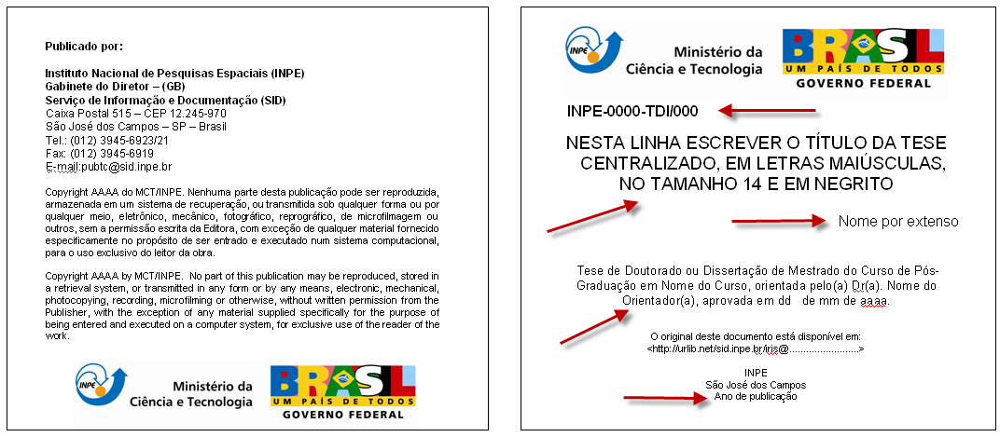 Publicado por:
Instituto Nacional de Pesquisas Espaciais (INPE)
Gabinete do Diretor – (GB)
Serviço de Informação e Documentação (SID)
Caixa Postal 515 – CEP 12.245-970
São José dos Campos – SP – Brasil
Tel.: (012) 3945-6923/21
Fax: (012) 3945-6919
E-mail:pubtc@sid.inpe.br
Copyright AAAA do MCT/INPE. Nenhuma parte desta publicação pode ser reproduzida,
armazenada em um sistema de recuperação, ou transmitida sob qualquer forma ou por
qualquer meio, eletrônico, mecânico, fotográfico, reprográfico, de microfilmagem ou
outros, sem a permissão escrita da Editora, com exceção de qualquer material fornecido
especificamente no propósito de ser entrado e executado num sistema computacional,
para o uso exclusivo do leitor da obra.
Copyright AAAA by MCT/INPE. No part of this publication may be reproduced, stored in
a retrieval system, or transmitted in any form or by any means, electronic, mechanical,
photocopying, recording, microfilming or otherwise, without written permission from the
Publisher, with the exception of any material supplied specifically for the purpose of
being entered and executed on a computer system, for exclusive use of the reader of the
work.
INPE
Ministério da
Ciência e Tecnologia
BRASIL
UM PAÍS DE TODOS
GOVERNO FEDERAL
INPE
Ministério da
Ciência e Tecnologia
BRASIL
UM PAÍS DE TODOS
GOVERNO FEDERAL
INPE-0000-TDI/000
NESTA LINHA ESCREVER O TÍTULO DA TESE
CENTRALIZADO, EM LETRAS MAIÚSCULAS,
NO TAMANHO 14 E EM NEGRITO
Nome por extenso
Tese de Doutorado ou Dissertação de Mestrado do Curso de Pós-
Graduação em Nome do Curso, orientada pelo(a) Dr(a). Nome do
Orientador(a), aprovada em dd de mm de aaaa.
O original deste documento está disponível em:
<http://urlib.net/sid.inpe.br/iris@.........................>
INPE
São José dos Campos
Ano de publicação